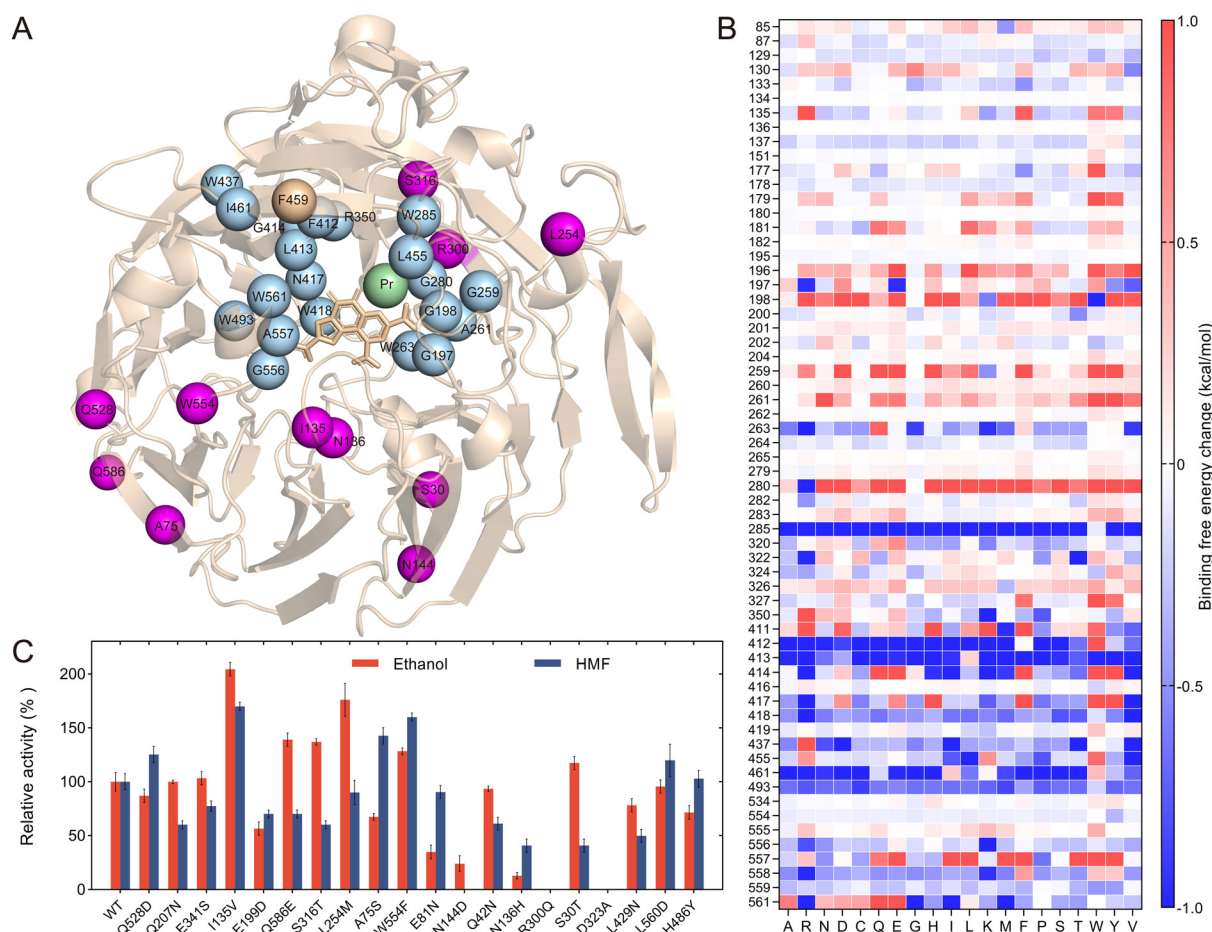 A
W437
F459
S316
I461
G414
F412
R350
W285
L254
L413
L455
R300
N417
Pr
G280
G259
W561
W418
G198
W493
A557
A261
W263
G197
G556
Q528
W554
I135
N136
Q586
S30
A75
N144
B
85
87
129
130
133
134
135
136
137
151
177
178
179
180
181
182
195
196
197
198
200
201
202
204
259
260
261
262
263
264
265
279
280
282
283
285
320
322
324
326
327
350
411
412
413
414
416
417
418
419
437
455
461
493
534
554
555
556
557
559
561
A R N D C Q E G H I L K M F P S T W Y V
1.0
0.5
0
-0.5
-1.0
Binding free energy change (kcal/mol)
C
Ethanol HMF
Relative activity (%)
200
150
100
50
0
WT Q528D Q207N E341S I135V E199D Q586E S316T L254M A75S W554F E81N N144D Q42N N136H R300Q S30T D323A L429N L560D H486Y